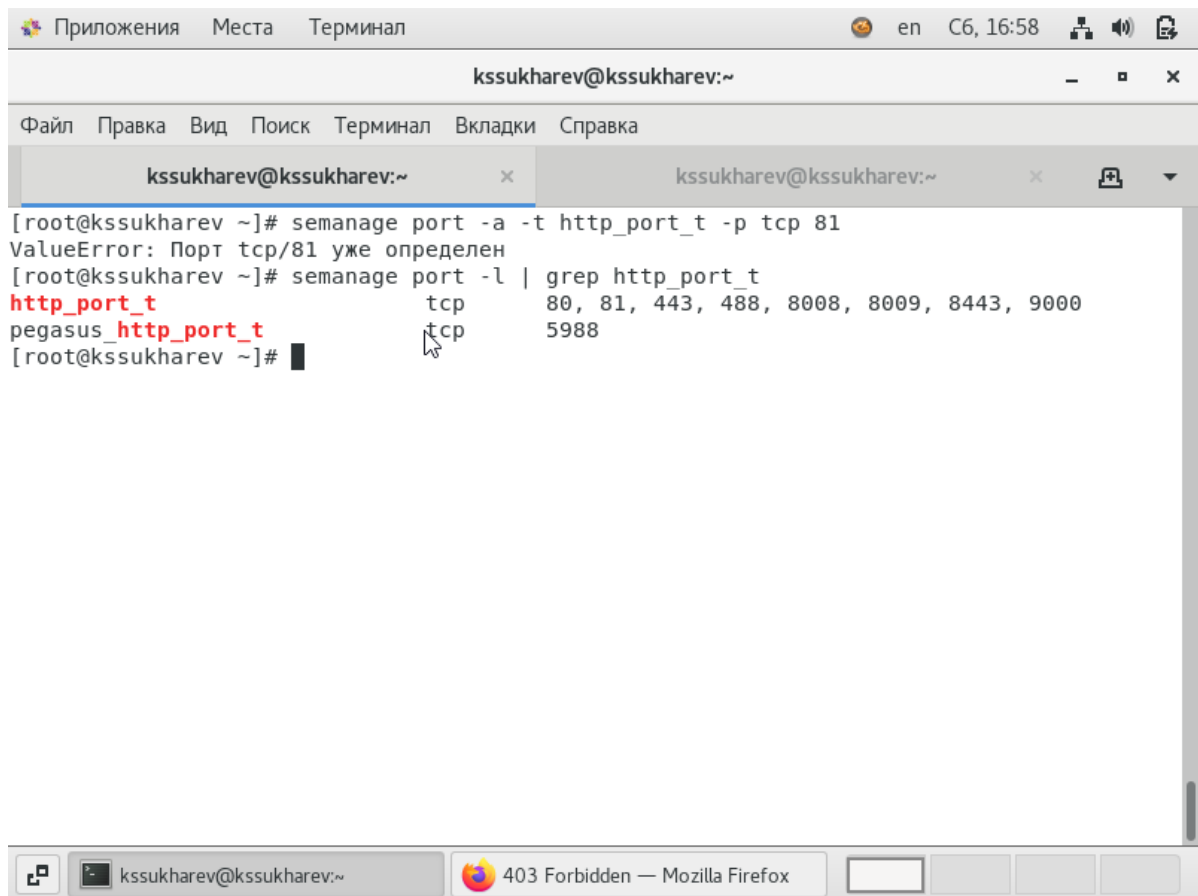 Приложения Места Терминал en Сб, 16:58
kssukharev@kssukharev:~
Файл Правка Вид Поиск Терминал Вкладки Справка
kssukharev@kssukharev:~ kssukharev@kssukharev:~
[root@kssukharev ~]# semanage port -a -t http_port_t -p tcp 81
ValueError: Порт tcp/81 уже определен
[root@kssukharev ~]# semanage port -l | grep http_port_t
http_port_t tcp 80, 81, 443, 488, 8008, 8009, 8443, 9000
pegasus_http_port_t tcp 5988
[root@kssukharev ~]#
kssukharev@kssukharev:~ 403 Forbidden — Mozilla Firefox